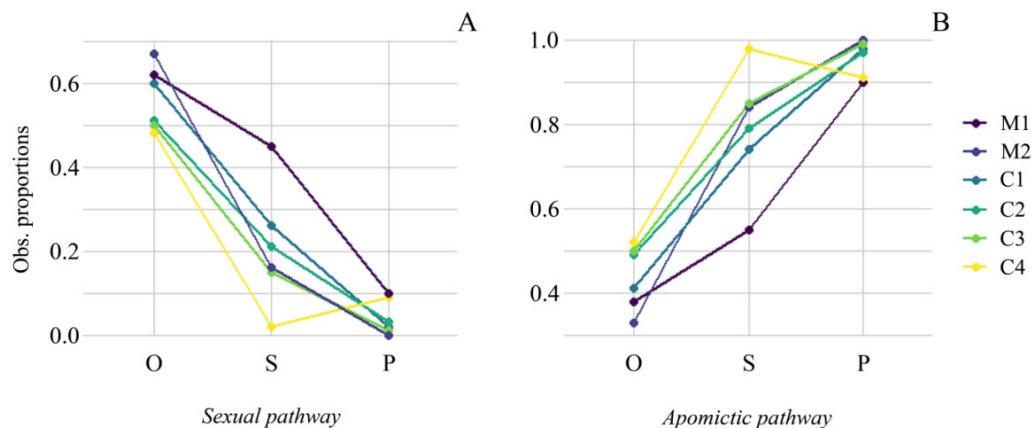 A
Obs. proportions
0.6
0.4
0.2
0.0
O S P
Sexual pathway
B
1.0
0.8
0.6
0.4
O S P
Apomictic pathway
M1
M2
C1
C2
C3
C4